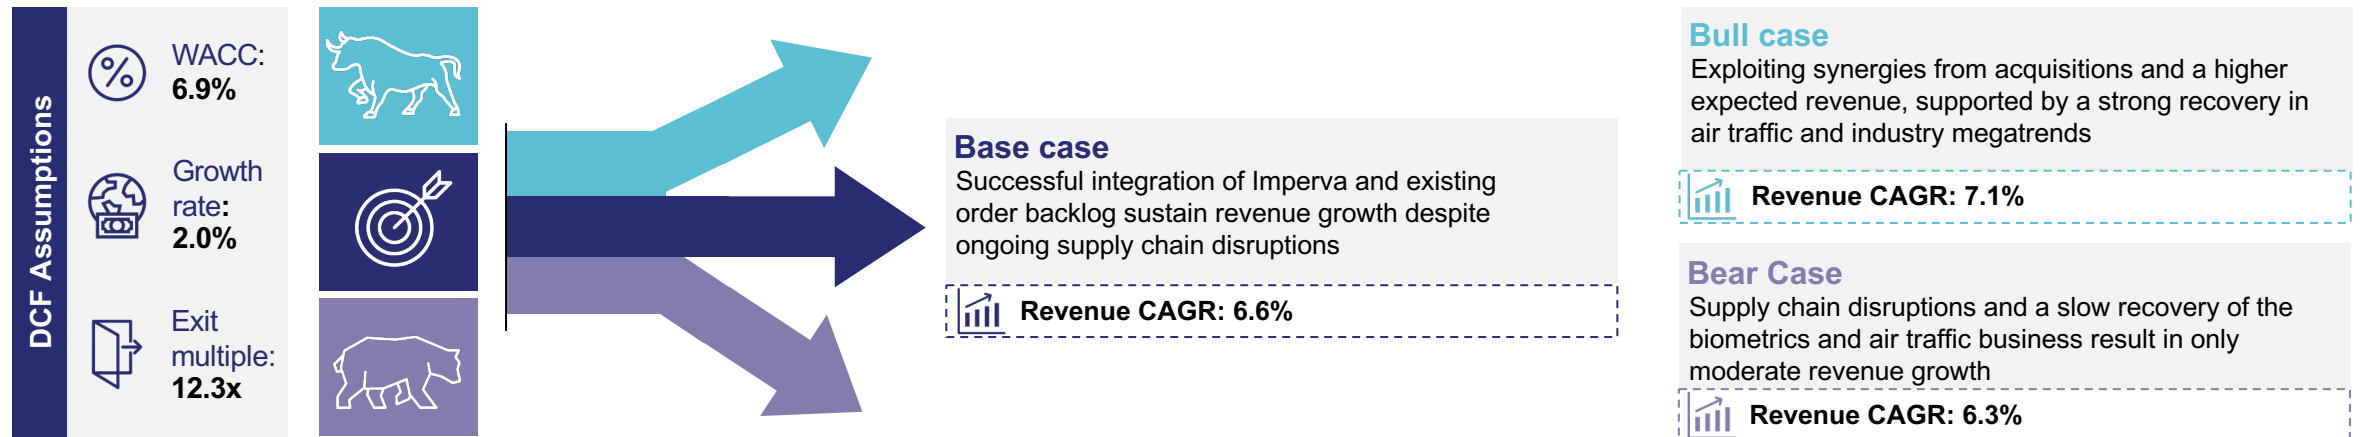 DCF Assumptions
WACC:
6.9%
Growth
rate:
2.0%
Exit
multiple:
12.3x
Base case
Successful integration of Imperva and existing
order backlog sustain revenue growth despite
ongoing supply chain disruptions
Revenue CAGR: 6.6%
Bull case
Exploiting synergies from acquisitions and a higher
expected revenue, supported by a strong recovery in
air traffic and industry megatrends
Revenue CAGR: 7.1%
Bear Case
Supply chain disruptions and a slow recovery of the
biometrics and air traffic business result in only
moderate revenue growth
Revenue CAGR: 6.3%